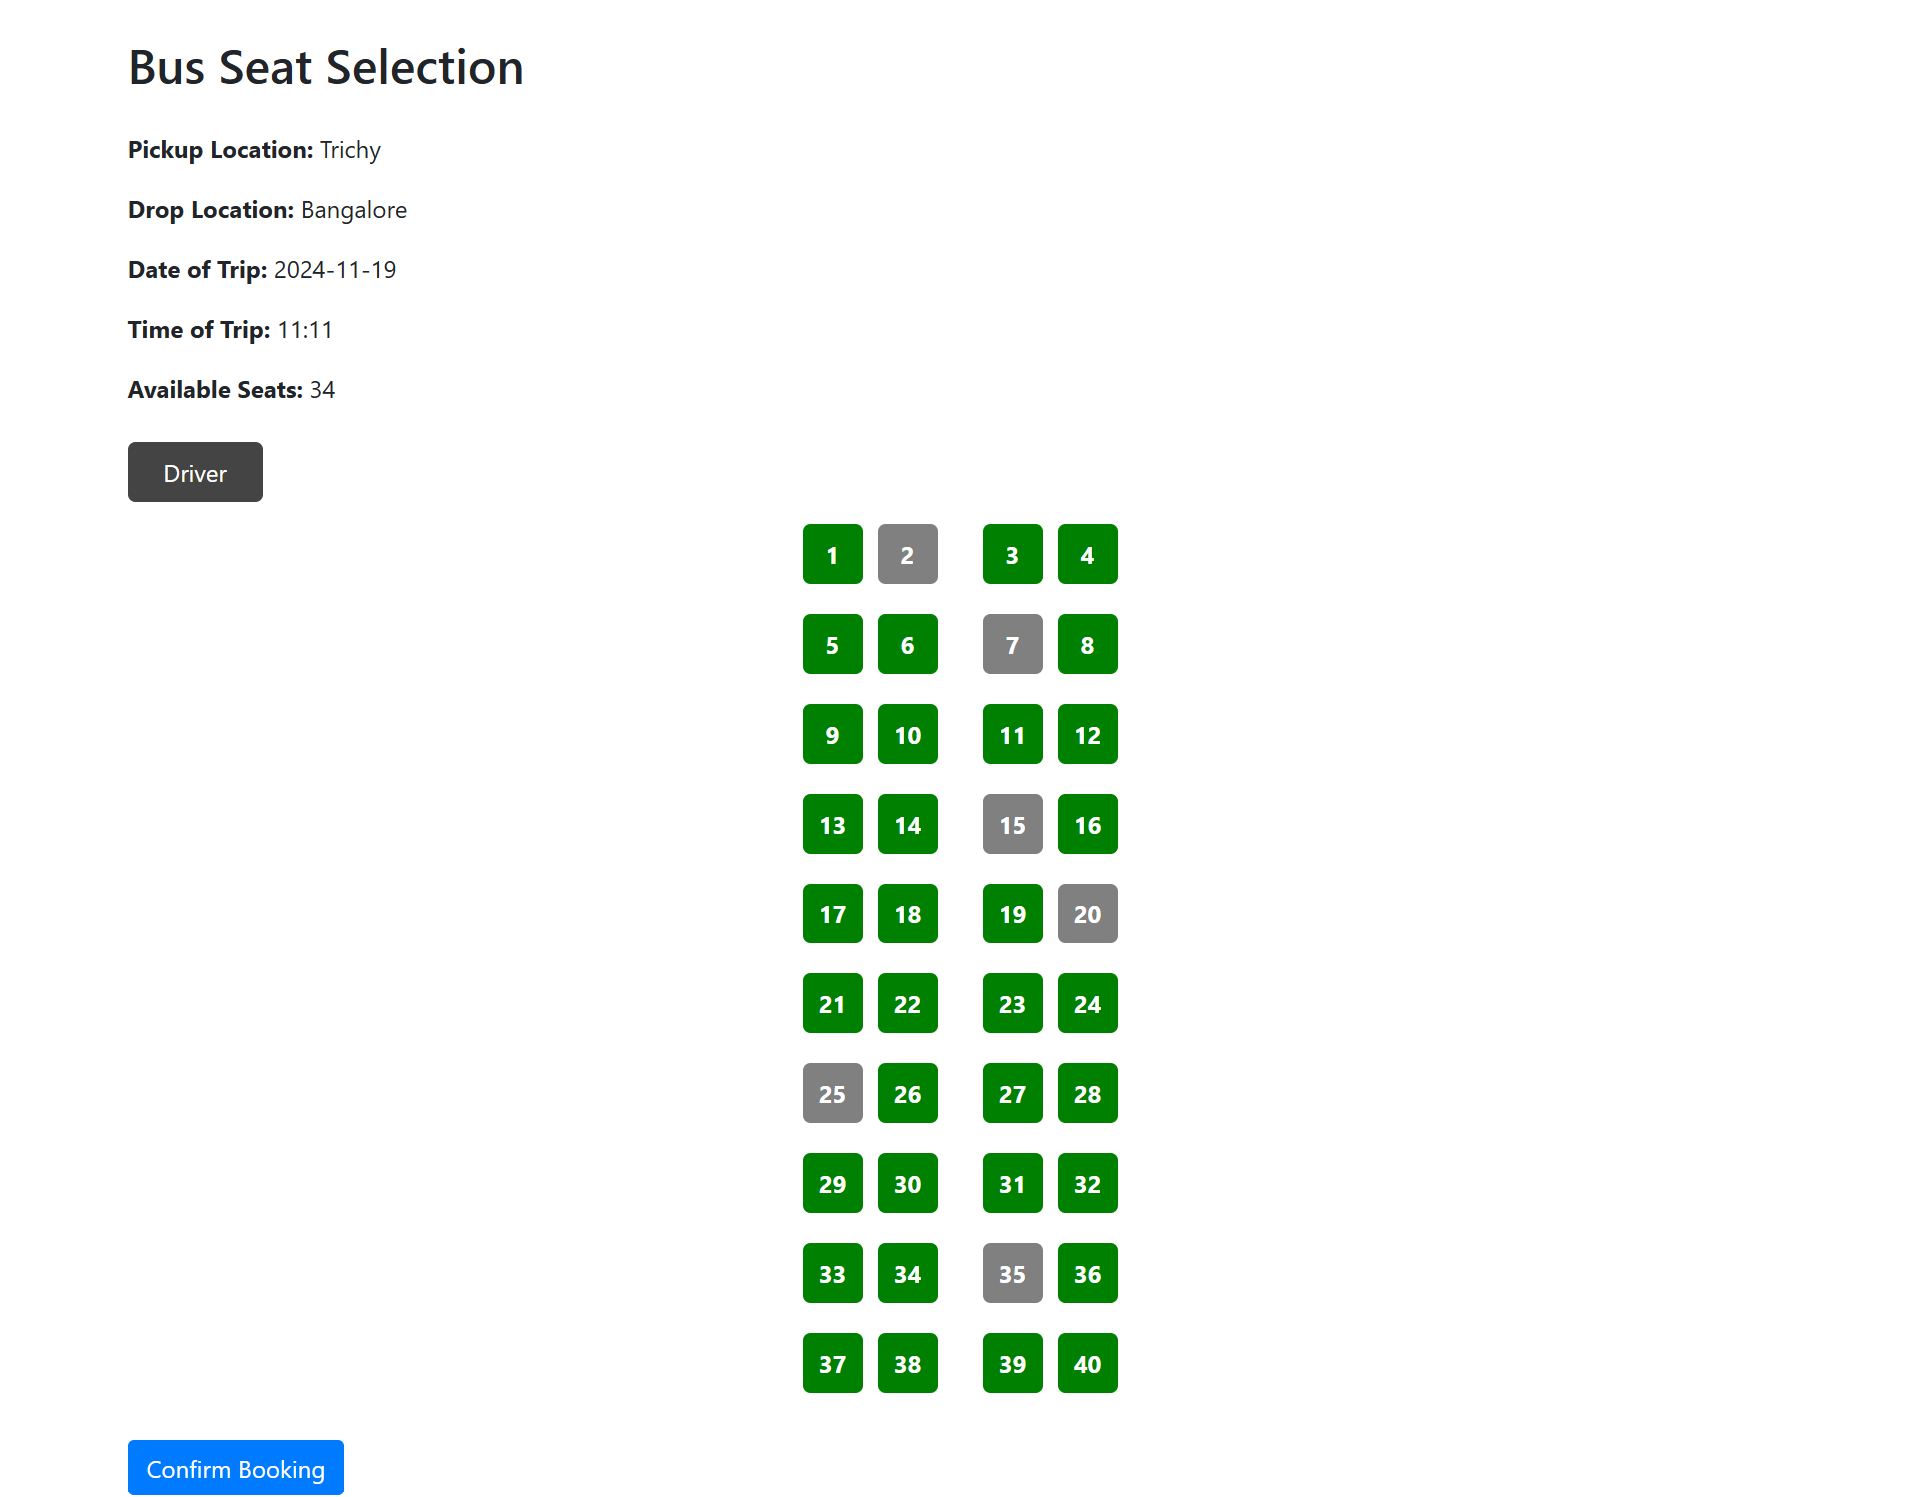 Bus Seat Selection
Pickup Location: Trichy
Drop Location: Bangalore
Date of Trip: 2024-11-19
Time of Trip: 11:11
Available Seats: 34
Driver
1 2 3 4
5 6 7 8
9 10 11 12
13 14 15 16
17 18 19 20
21 22 23 24
25 26 27 28
29 30 31 32
33 34 35 36
37 38 39 40
Confirm Booking